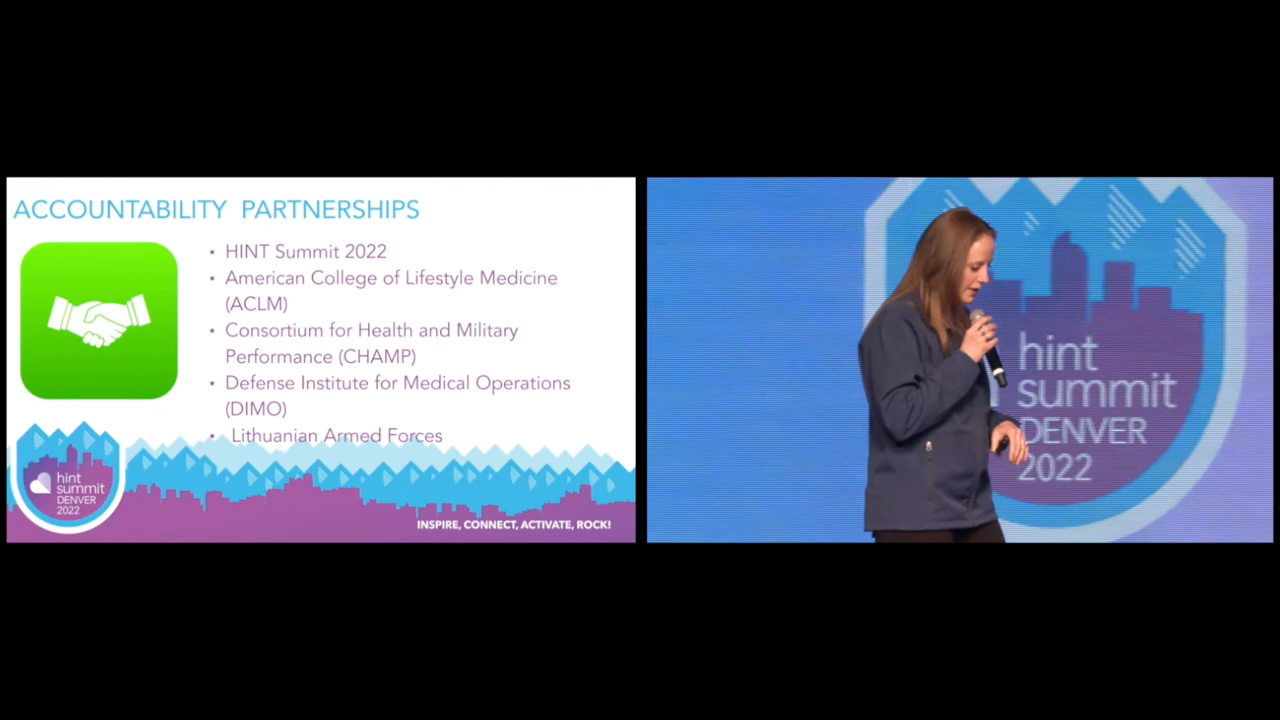 ACCOUNTABILITY PARTNERSHIPS
• HINT Summit 2022
• American College of Lifestyle Medicine
(ACLM)
• Consortium for Health and Military
Performance (CHAMP)
• Defense Institute for Medical Operations
(DIMO)
• Lithuanian Armed Forces
hint
summit
DENVER
2022
INSPIRE, CONNECT, ACTIVATE, ROCK!
hint
summit
DENVER
2022